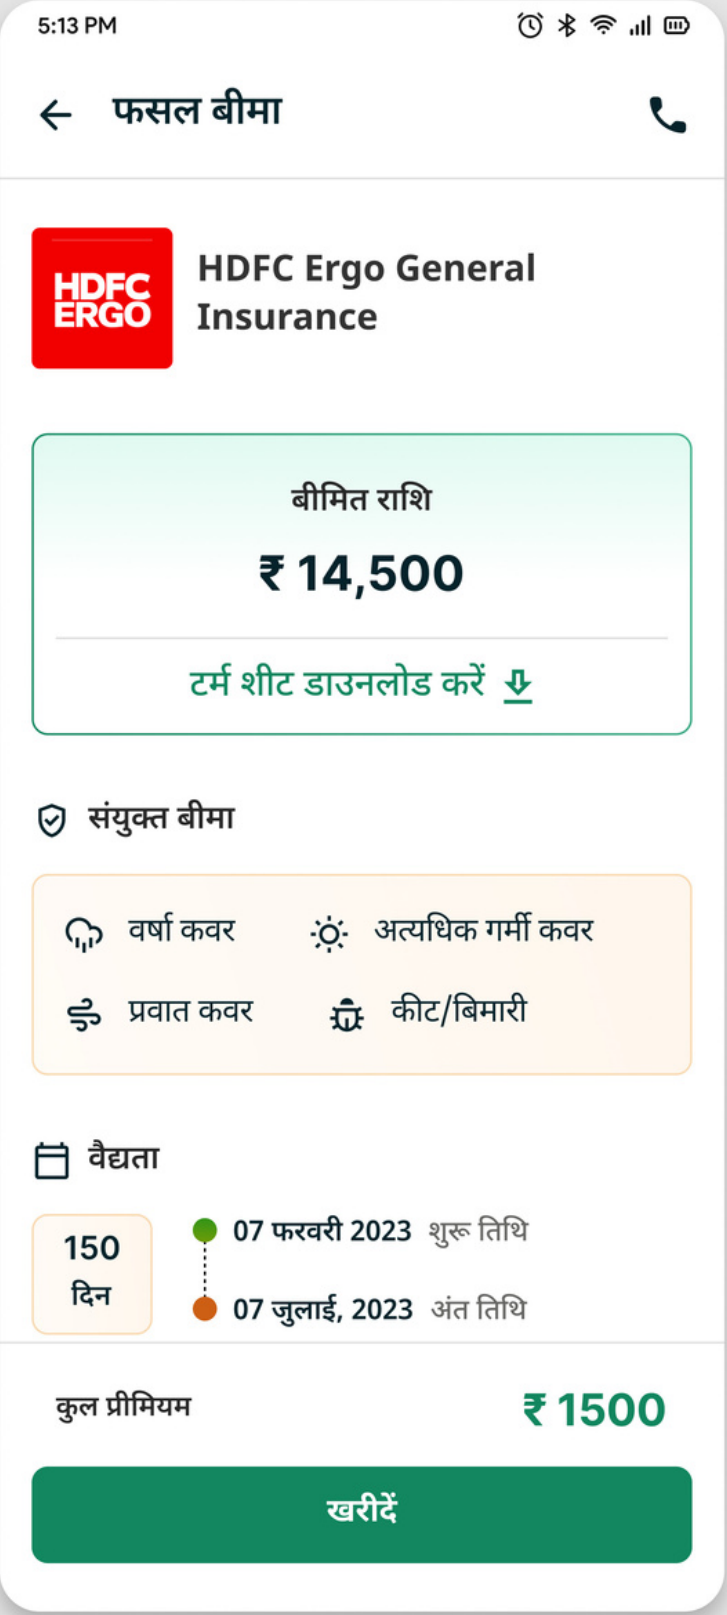 5:13 PM
फसल बीमा
HDFC
ERGO
HDFC Ergo General
Insurance
बीमित राशि
₹ 14,500
टर्म शीट डाउनलोड करें
संयुक्त बीमा
वर्षा कवर अत्यधिक गर्मी कवर
प्रवात कवर कीट/बिमारी
वैद्यता
150
दिन
07 फरवरी 2023 शुरू तिथि
07 जुलाई, 2023 अंत तिथि
कुल प्रीमियम ₹ 1500
खरीदें